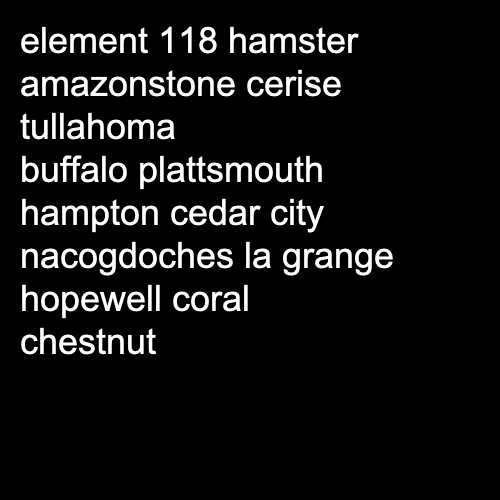 element 118 hamster
amazonstone cerise
tullahoma
buffalo plattsmouth
hampton cedar city
nacogdoches la grange
hopewell coral
chestnut